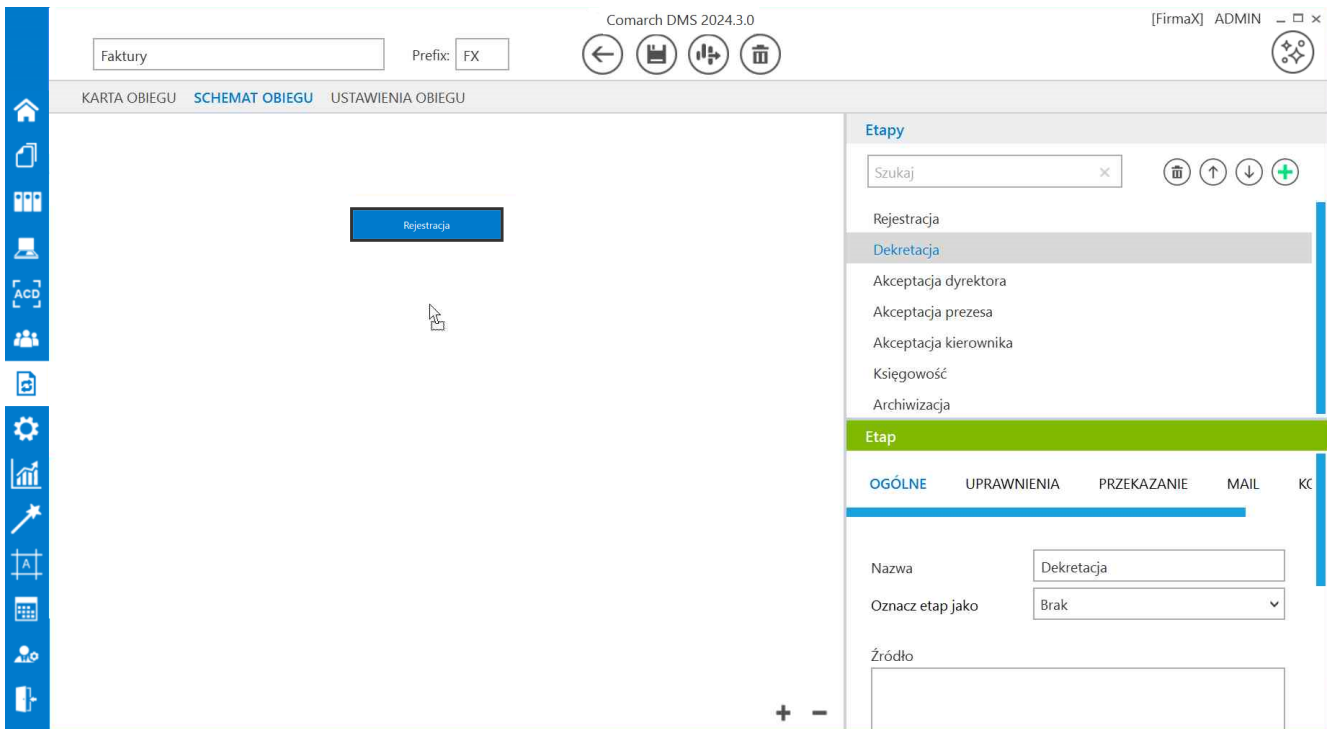 Comarch DMS 2024.3.0
[FirmaX] ADMIN
Faktury
Prefix: FX
KARTA OBIEGU SCHEMAT OBIEGU USTAWIENIA OBIEGU
ACD
A
Rejestracja
Etapy
Szukaj
Rejestracja
Dekretacja
Akceptacja dyrektora
Akceptacja prezesa
Akceptacja kierownika
Księgowość
Archiwizacja
Etap
OGÓLNE UPRAWNIENIA PRZEKAZANIE MAIL
Nazwa Dekretacja
Oznacz etap jako Brak
Źródło